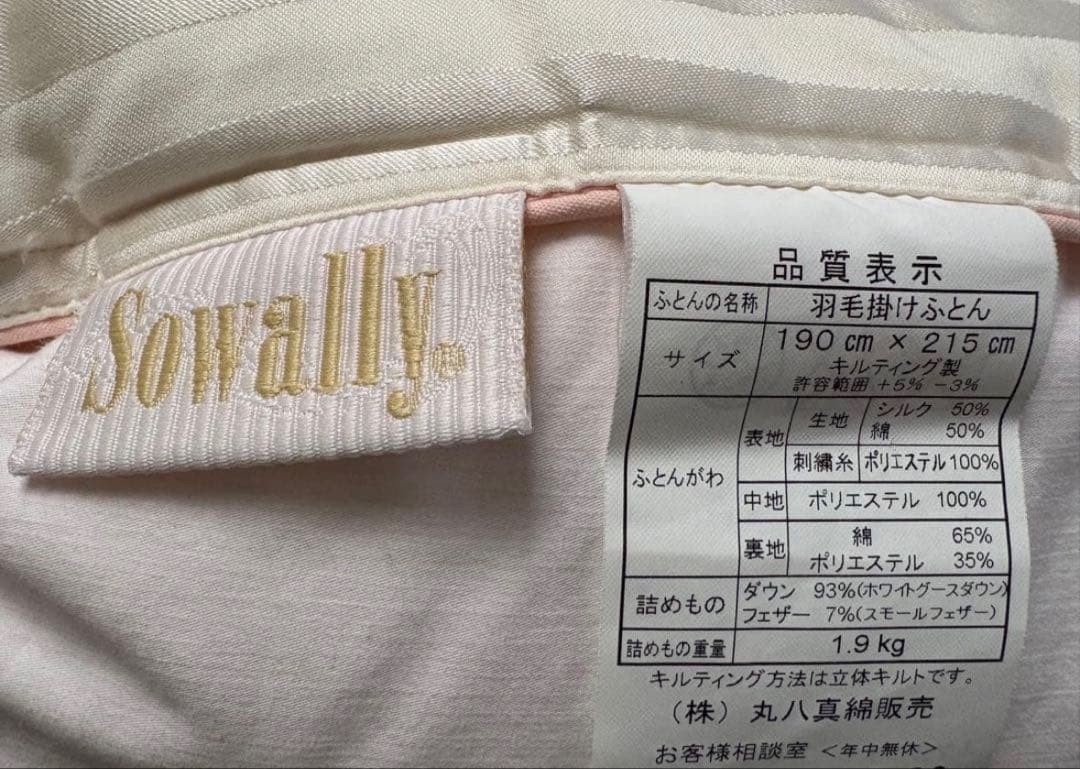 Sowally®
品質表示
ふとんの名称 羽毛掛けふとん
サイズ 190cm × 215cm
キルティング製
許容範囲 +5% -3%
ふとんがわ 表地 生地 シルク 50%
綿 50%
刺繍糸 ポリエステル100%
中地 ポリエステル 100%
裏地 綿 65%
ポリエステル 35%
詰めもの ダウン 93%(ホワイトグースダウン)
フェザー 7%(スモールフェザー)
詰めもの重量 1.9kg
キルティング方法は立体キルトです。
(株) 丸八真綿販売
お客様相談室 <年中無休>